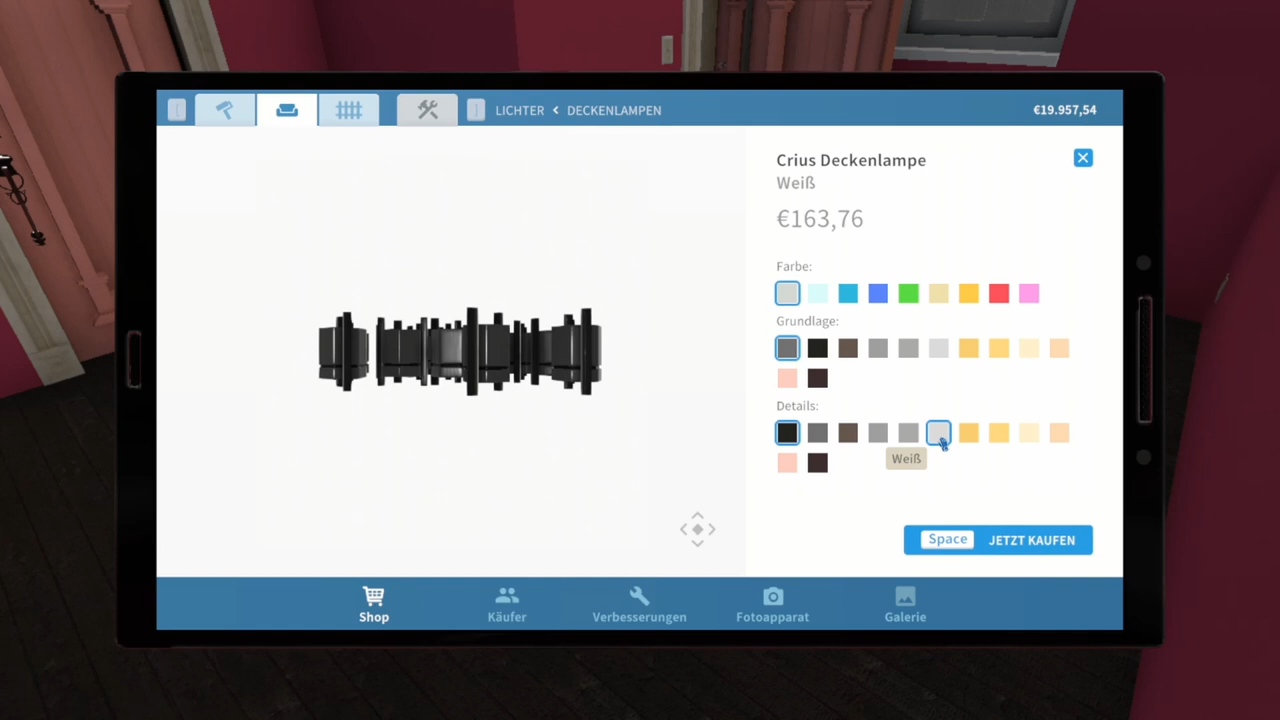 LICHTER < DECKENLAMPEN
€19.957,54
Crius Deckenlampe
Weiß
€163,76
Farbe:
Grundlage:
Details:
Weiß
Space JETZT KAUFEN
Shop
Käufer
Verbesserungen
Fotoapparat
Galerie